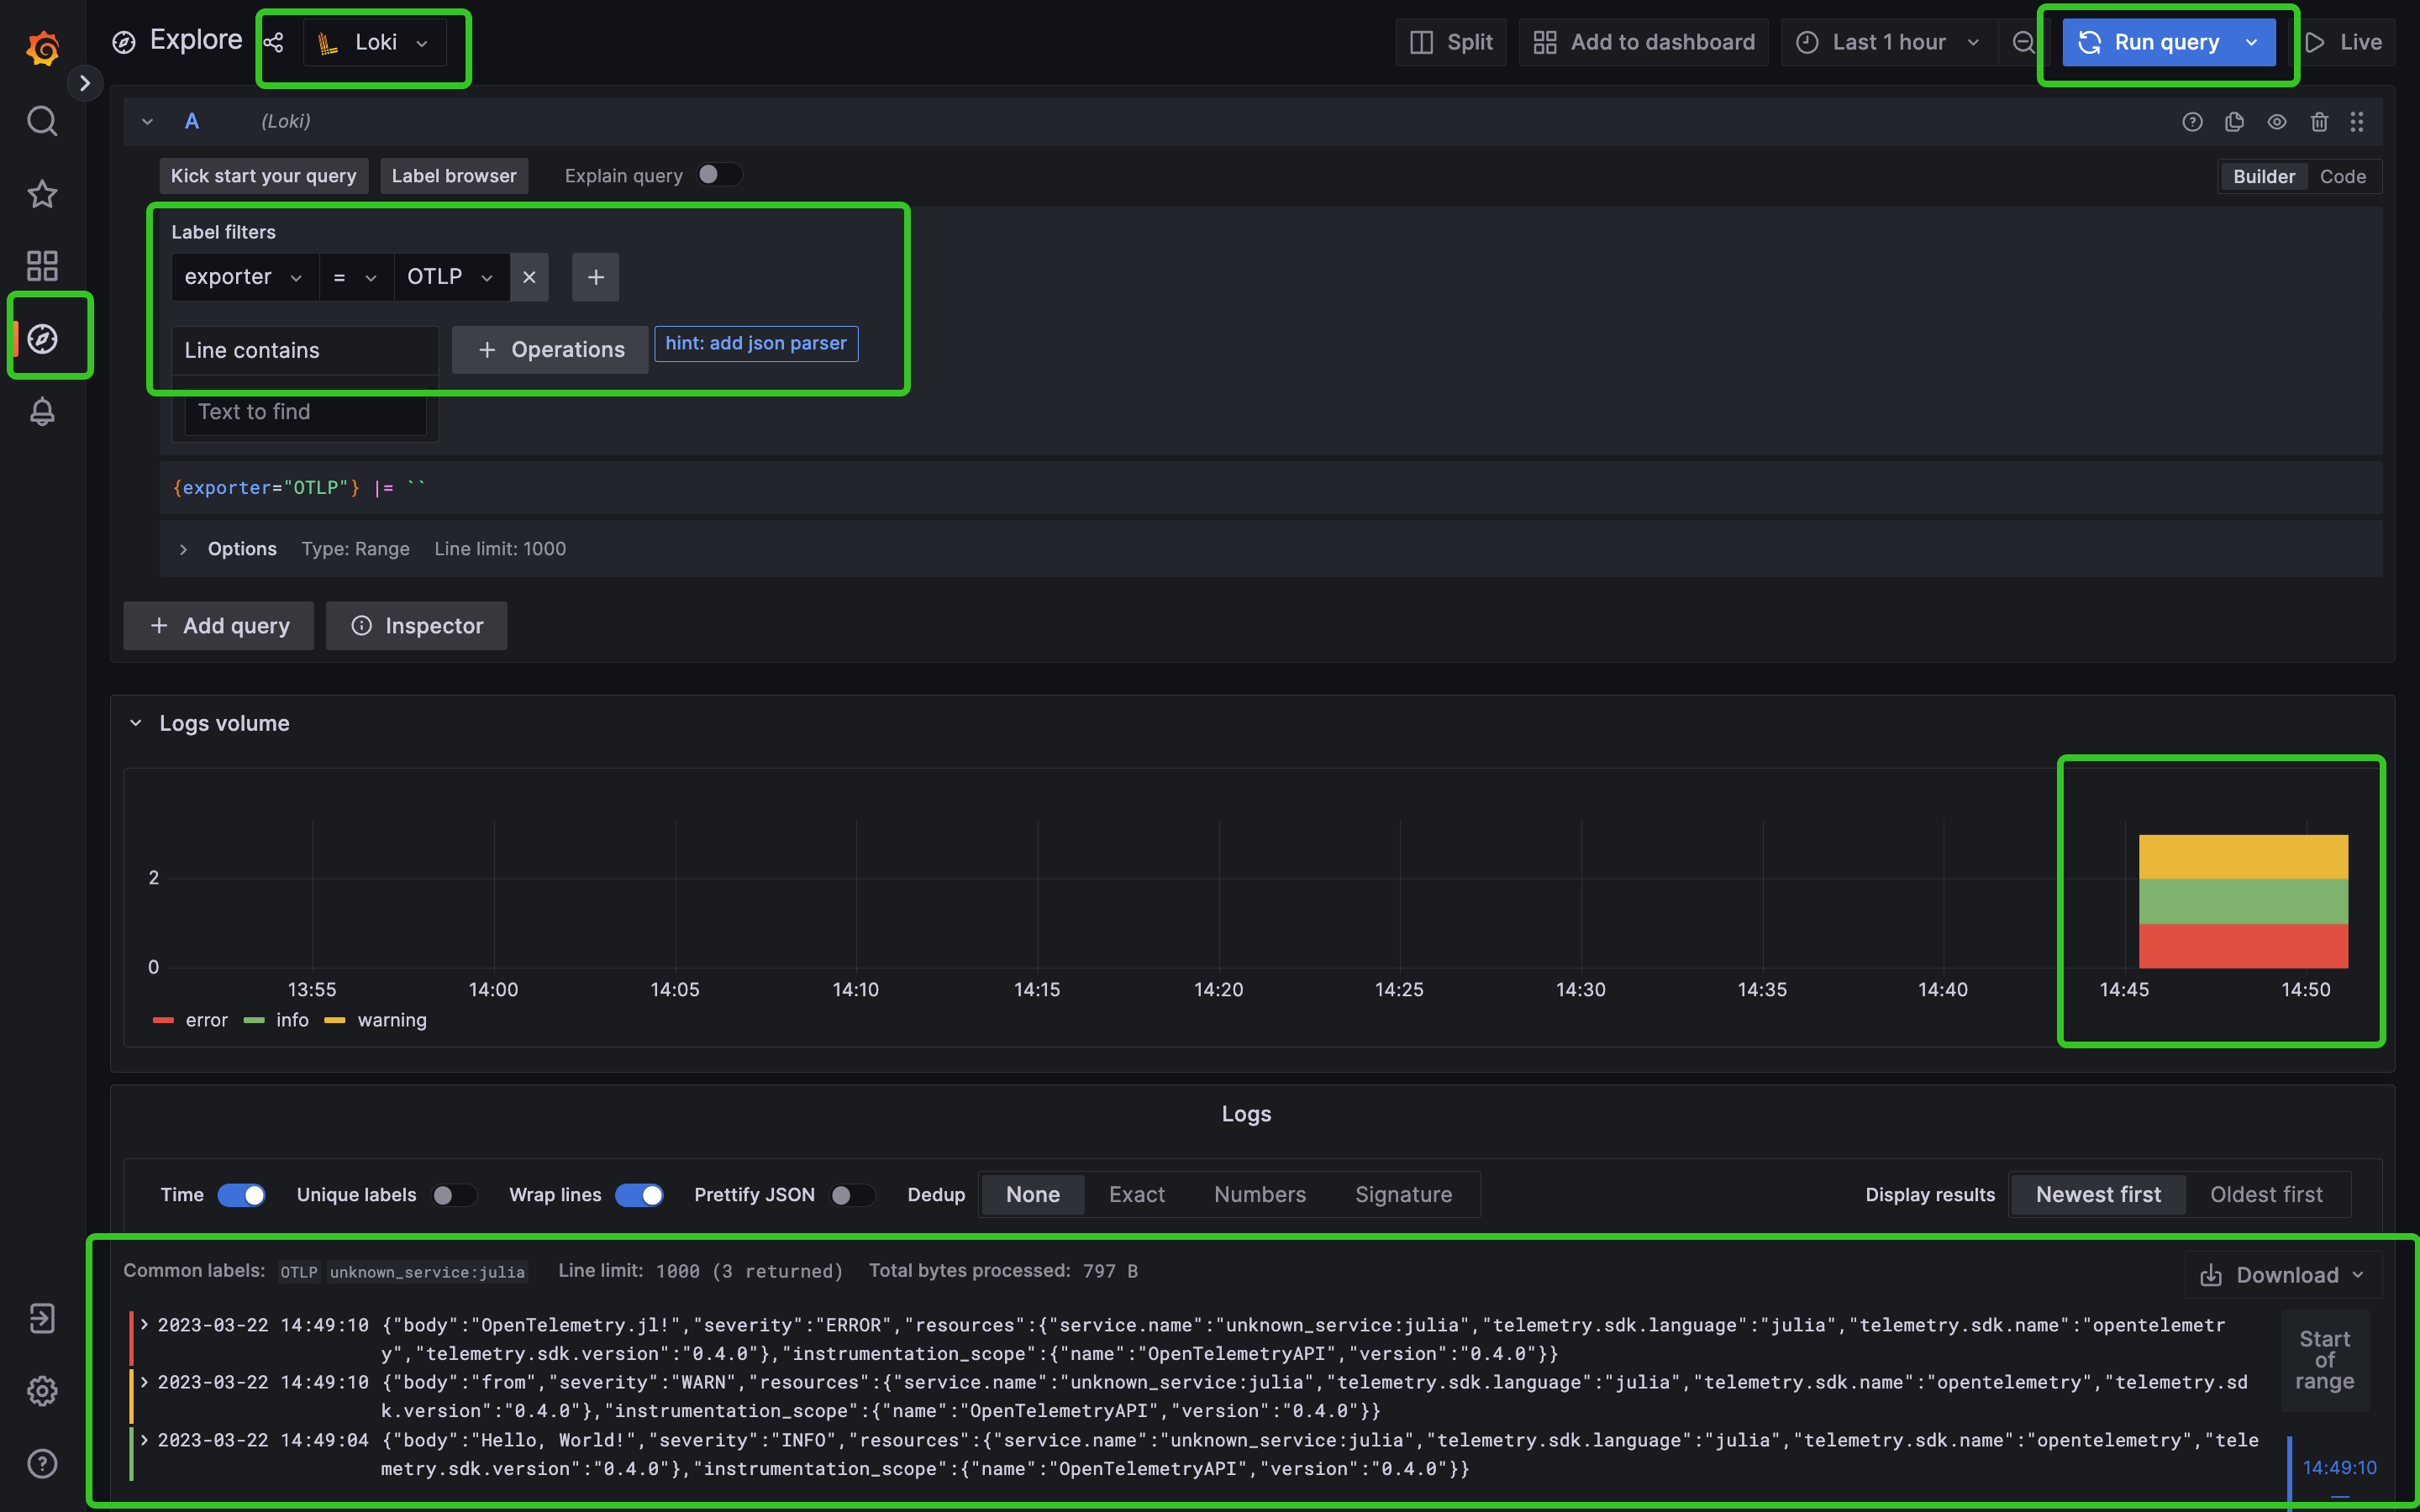 Explore
Loki
Split
Add to dashboard
Last 1 hour
Run query
Live
A
(Loki)
Kick start your query
Label browser
Explain query
Builder
Code
Label filters
exporter
=
OTLP
Line contains
Operations
hint: add json parser
Text to find
{exporter="OTLP"} |= ``
Options
Type: Range
Line limit: 1000
Add query
Inspector
Logs volume
2
0
13:55
14:00
14:05
14:10
14:15
14:20
14:25
14:30
14:35
14:40
14:45
14:50
error
info
warning
Logs
Time
Unique labels
Wrap lines
Prettify JSON
Dedup
None
Exact
Numbers
Signature
Display results
Newest first
Oldest first
Common labels: OTLP unknown_service:julia
Line limit: 1000 (3 returned)
Total bytes processed: 797 B
Download
2023-03-22 14:49:10 {"body":"OpenTelemetry.jl!","severity":"ERROR","resources":{"service.name":"unknown_service:julia","telemetry.sdk.language":"julia","telemetry.sdk.name":"opentelemetr
y","telemetry.sdk.version":"0.4.0"},"instrumentation_scope":{"name":"OpenTelemetryAPI","version":"0.4.0"}}
2023-03-22 14:49:10 {"body":"from","severity":"WARN","resources":{"service.name":"unknown_service:julia","telemetry.sdk.language":"julia","telemetry.sdk.name":"opentelemetry","telemetry.sd
k.version":"0.4.0"},"instrumentation_scope":{"name":"OpenTelemetryAPI","version":"0.4.0"}}
2023-03-22 14:49:04 {"body":"Hello, World!","severity":"INFO","resources":{"service.name":"unknown_service:julia","telemetry.sdk.language":"julia","telemetry.sdk.name":"opentelemetry","tele
metry.sdk.version":"0.4.0"},"instrumentation_scope":{"name":"OpenTelemetryAPI","version":"0.4.0"}}
Start
of
range
14:49:10
—